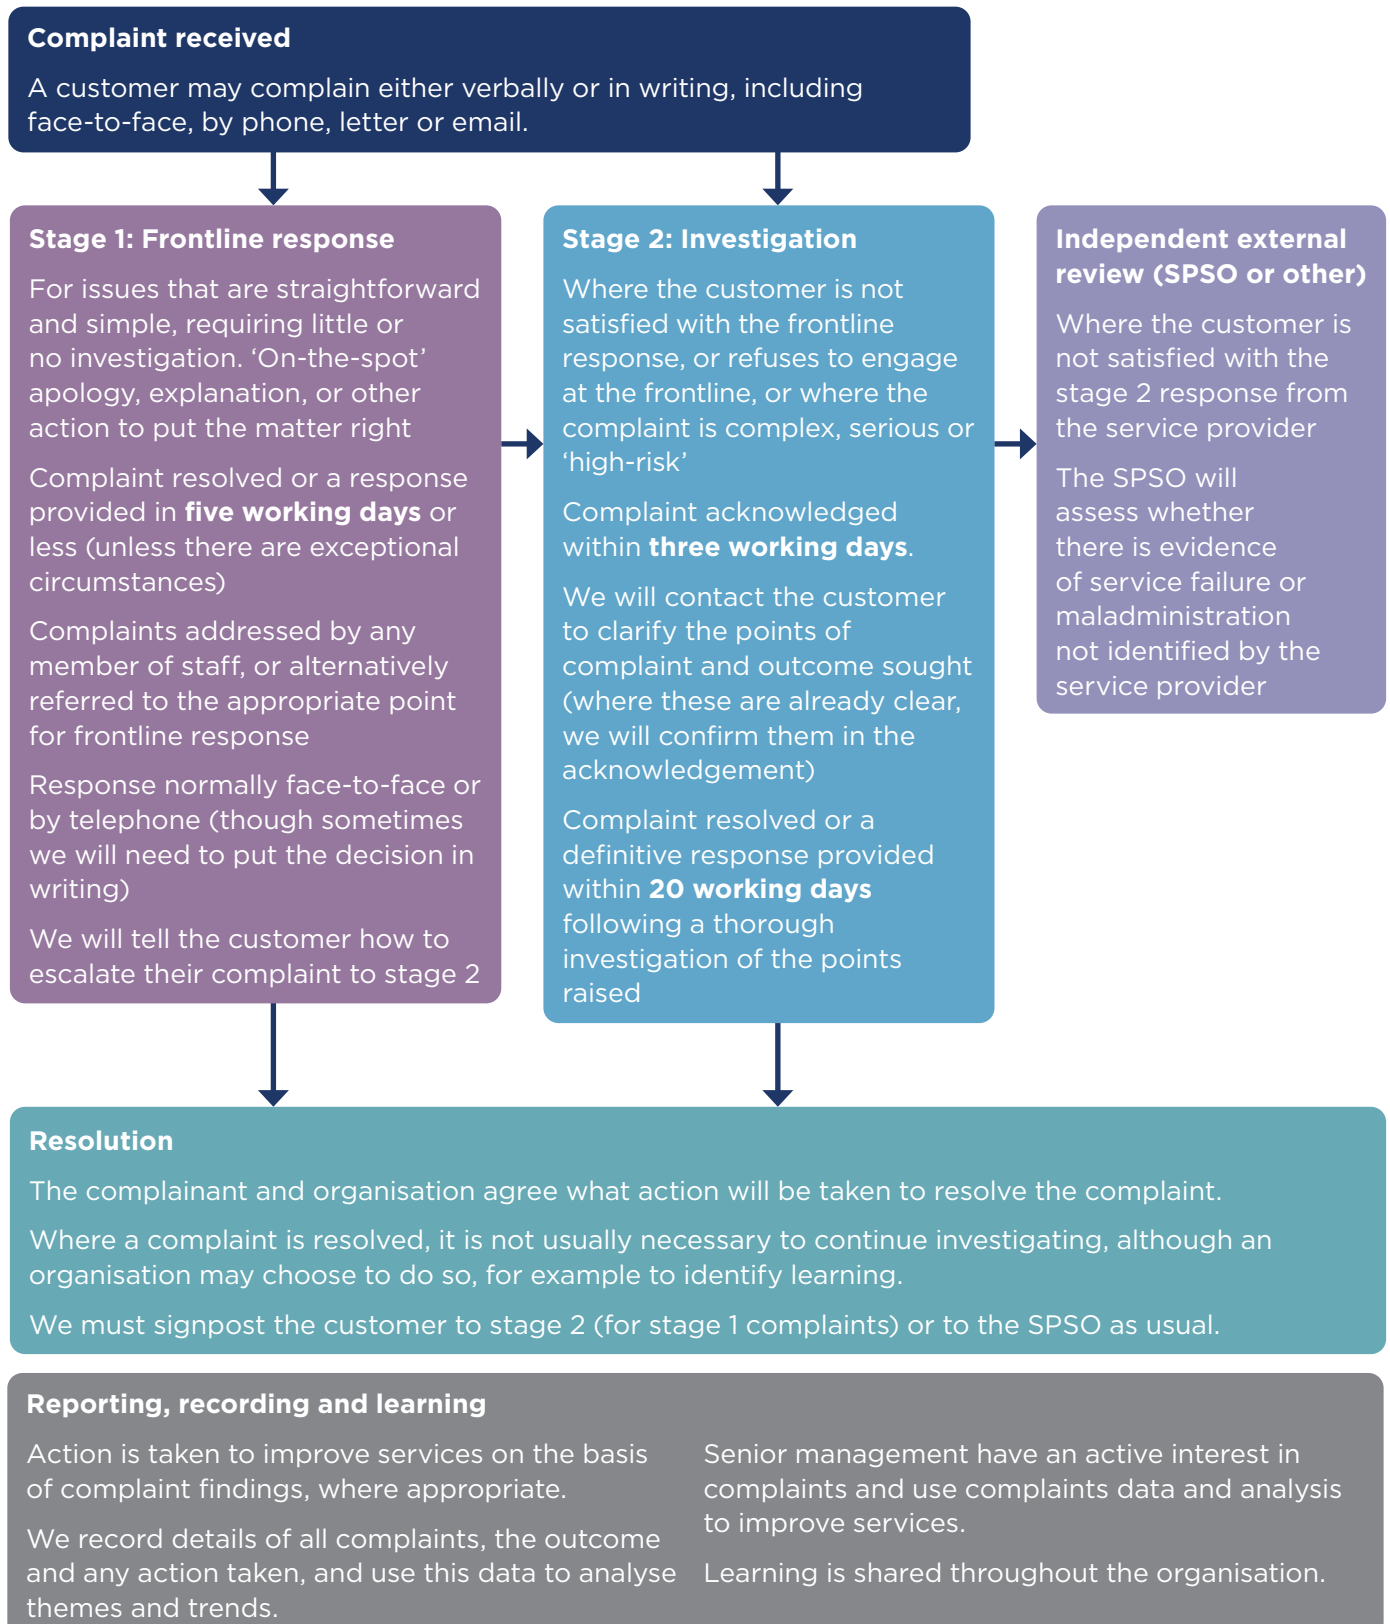 Complaint received
A customer may complain either verbally or in writing, including
face-to-face, by phone, letter or email.
Stage 1: Frontline response
For issues that are straightforward
and simple, requiring little or
no investigation. ‘On-the-spot’
apology, explanation, or other
action to put the matter right
Complaint resolved or a response
provided in five working days or
less (unless there are exceptional
circumstances)
Complaints addressed by any
member of staff, or alternatively
referred to the appropriate point
for frontline response
Response normally face-to-face or
by telephone (though sometimes
we will need to put the decision in
writing)
We will tell the customer how to
escalate their complaint to stage 2
Stage 2: Investigation
Where the customer is not
satisfied with the frontline
response, or refuses to engage
at the frontline, or where the
complaint is complex, serious or
‘high-risk’
Complaint acknowledged
within three working days.
We will contact the customer
to clarify the points of
complaint and outcome sought
(where these are already clear,
we will confirm them in the
acknowledgement)
Complaint resolved or a
definitive response provided
within 20 working days
following a thorough
investigation of the points
raised
Independent external
review (SPSO or other)
Where the customer is
not satisfied with the
stage 2 response from
the service provider
The SPSO will
assess whether
there is evidence
of service failure or
maladministration
not identified by the
service provider
Resolution
The complainant and organisation agree what action will be taken to resolve the complaint.
Where a complaint is resolved, it is not usually necessary to continue investigating, although an
organisation may choose to do so, for example to identify learning.
We must signpost the customer to stage 2 (for stage 1 complaints) or to the SPSO as usual.
Reporting, recording and learning
Action is taken to improve services on the basis
of complaint findings, where appropriate.
We record details of all complaints, the outcome
and any action taken, and use this data to analyse
themes and trends.
Senior management have an active interest in
complaints and use complaints data and analysis
to improve services.
Learning is shared throughout the organisation.